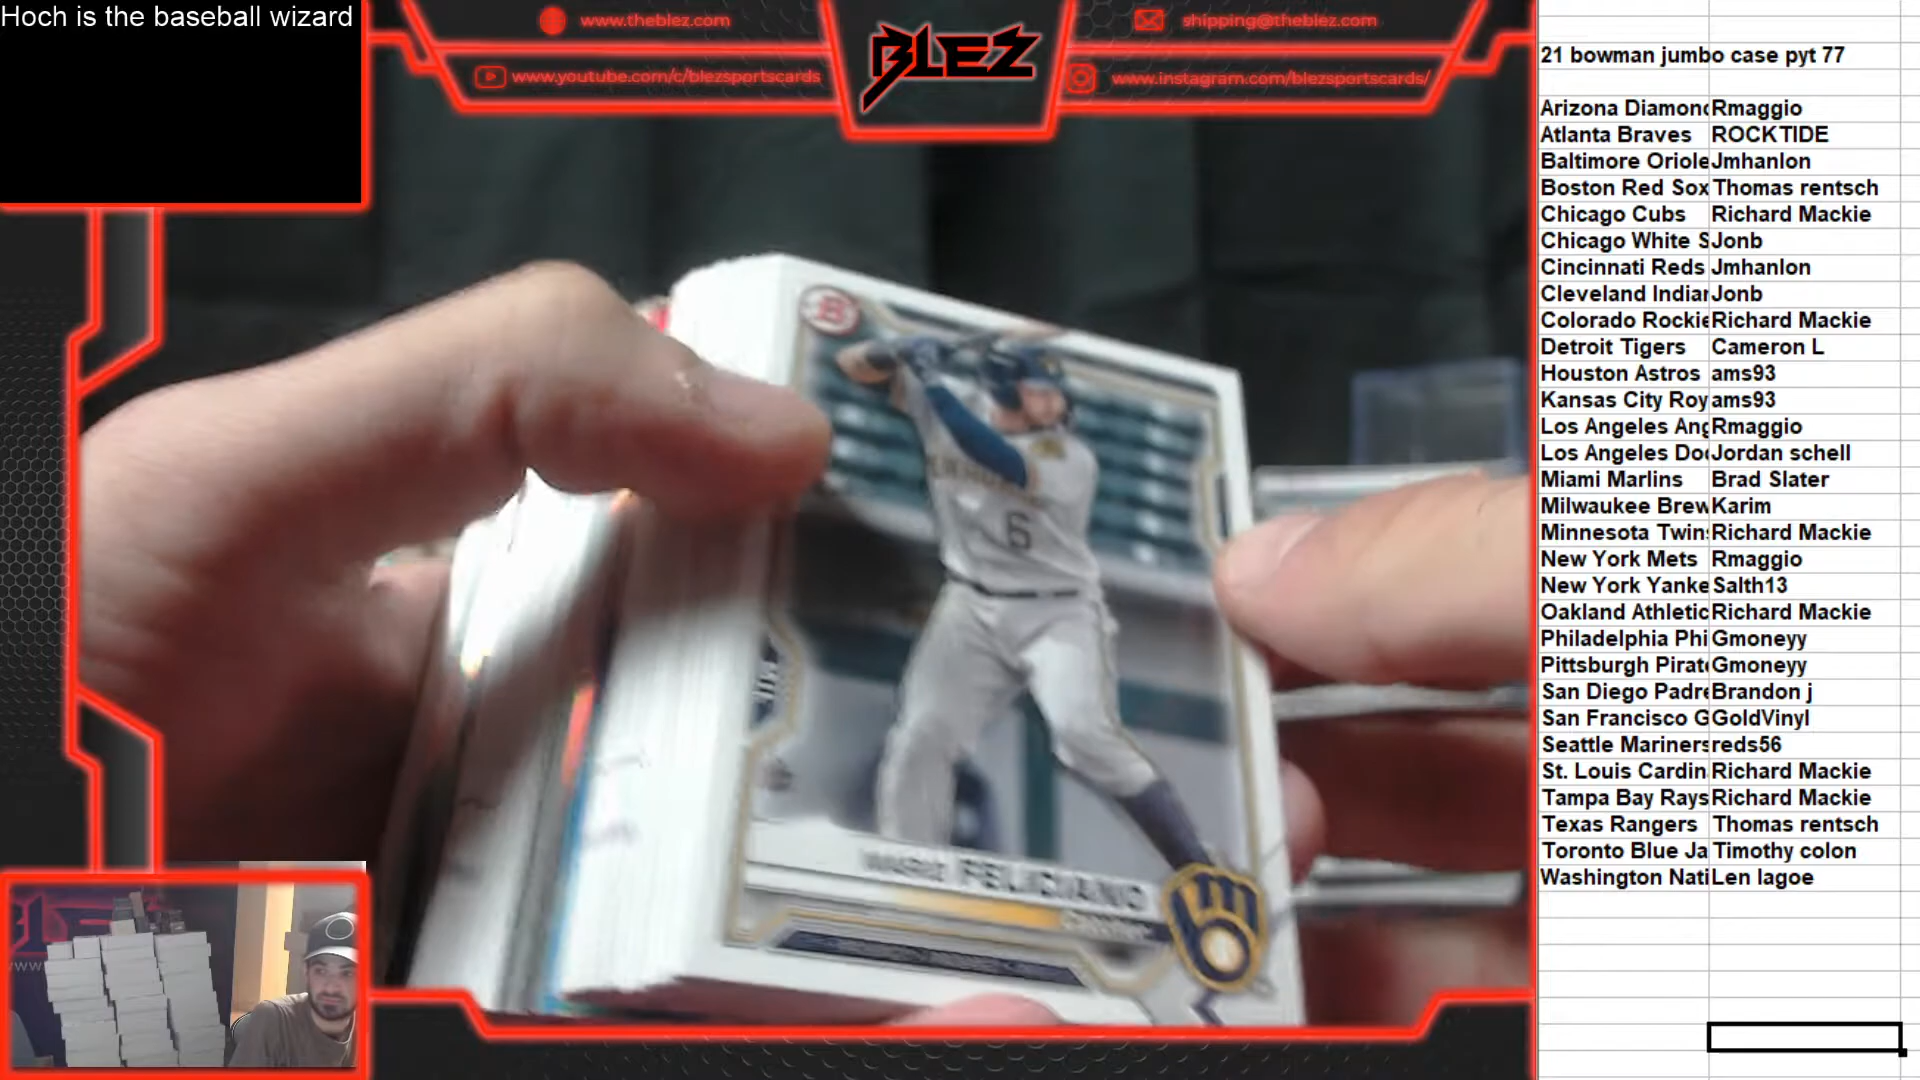 Hoch is the baseball wizard
www.theblez.com
shipping@theblez.com
BLEZ
www.youtube.com/c/blezsportscards
www.instagram.com/blezsportscards/
21 bowman jumbo case pyt 77
Arizona Diamond Rmaggio
Atlanta Braves ROCKTIDE
Baltimore Oriole Jmhanlon
Boston Red Sox Thomas rentsch
Chicago Cubs Richard Mackie
Chicago White S Jonb
Cincinnati Reds Jmhanlon
Cleveland Indian Jonb
Colorado Rockie Richard Mackie
Detroit Tigers Cameron L
Houston Astros ams93
Kansas City Roy ams93
Los Angeles Ang Rmaggio
Los Angeles Dod Jordan schell
Miami Marlins Brad Slater
Milwaukee Brew Karim
Minnesota Twins Richard Mackie
New York Mets Rmaggio
New York Yanke Salth13
Oakland Athletic Richard Mackie
Philadelphia Phi Gmoneyy
Pittsburgh Pirate Gmoneyy
San Diego Padre Brandon j
San Francisco G GoldVinyl
Seattle Mariners reds56
St. Louis Cardin Richard Mackie
Tampa Bay Rays Richard Mackie
Texas Rangers Thomas rentsch
Toronto Blue Ja Timothy colon
Washington Nati Len lagoe
B
6
MARIO FELICIANO